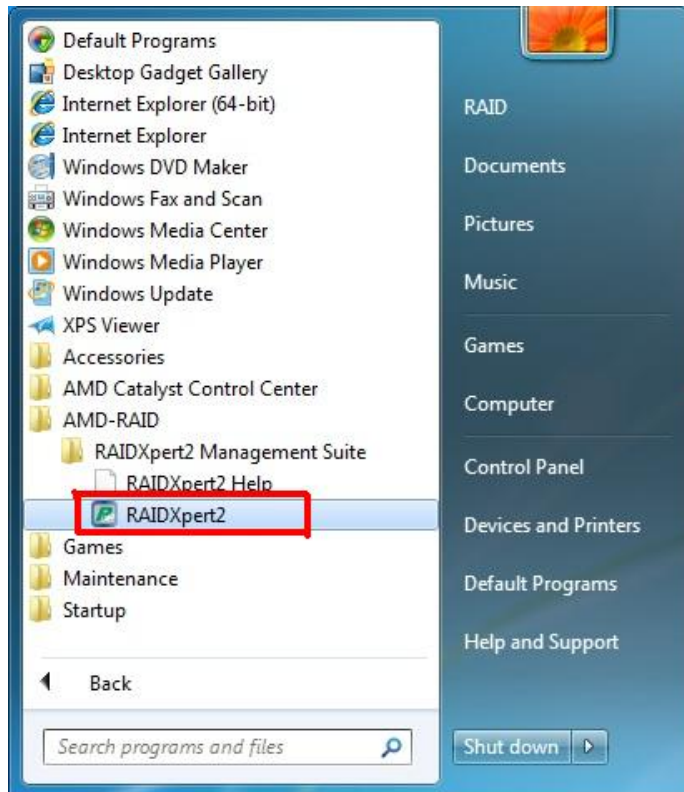 Default Programs
Desktop Gadget Gallery
Internet Explorer (64-bit)
Internet Explorer
Windows DVD Maker
Windows Fax and Scan
Windows Media Center
Windows Media Player
Windows Update
XPS Viewer
Accessories
AMD Catalyst Control Center
AMD-RAID
RAIDXpert2 Management Suite
RAIDXpert2 Help
RAIDXpert2
Games
Maintenance
Startup
Back
Search programs and files
RAID
Documents
Pictures
Music
Games
Computer
Control Panel
Devices and Printers
Default Programs
Help and Support
Shut down